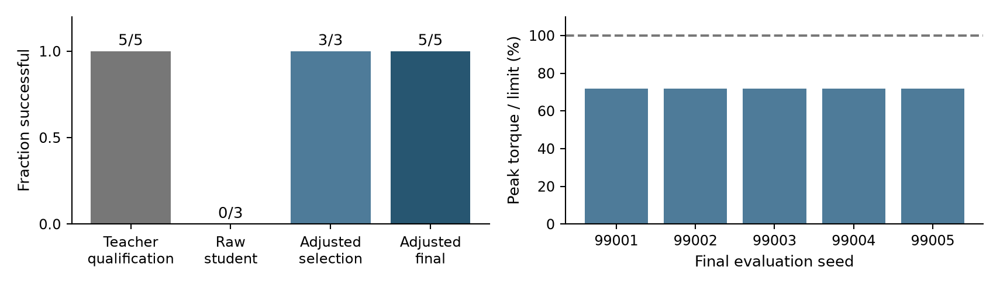 Fraction successful
1.0
0.5
0.0
5/5
0/3
3/3
5/5
Teacher
qualification
Raw
student
Adjusted
selection
Adjusted
final
Peak torque / limit (%)
100
80
60
40
20
0
99001
99002
99003
99004
99005
Final evaluation seed